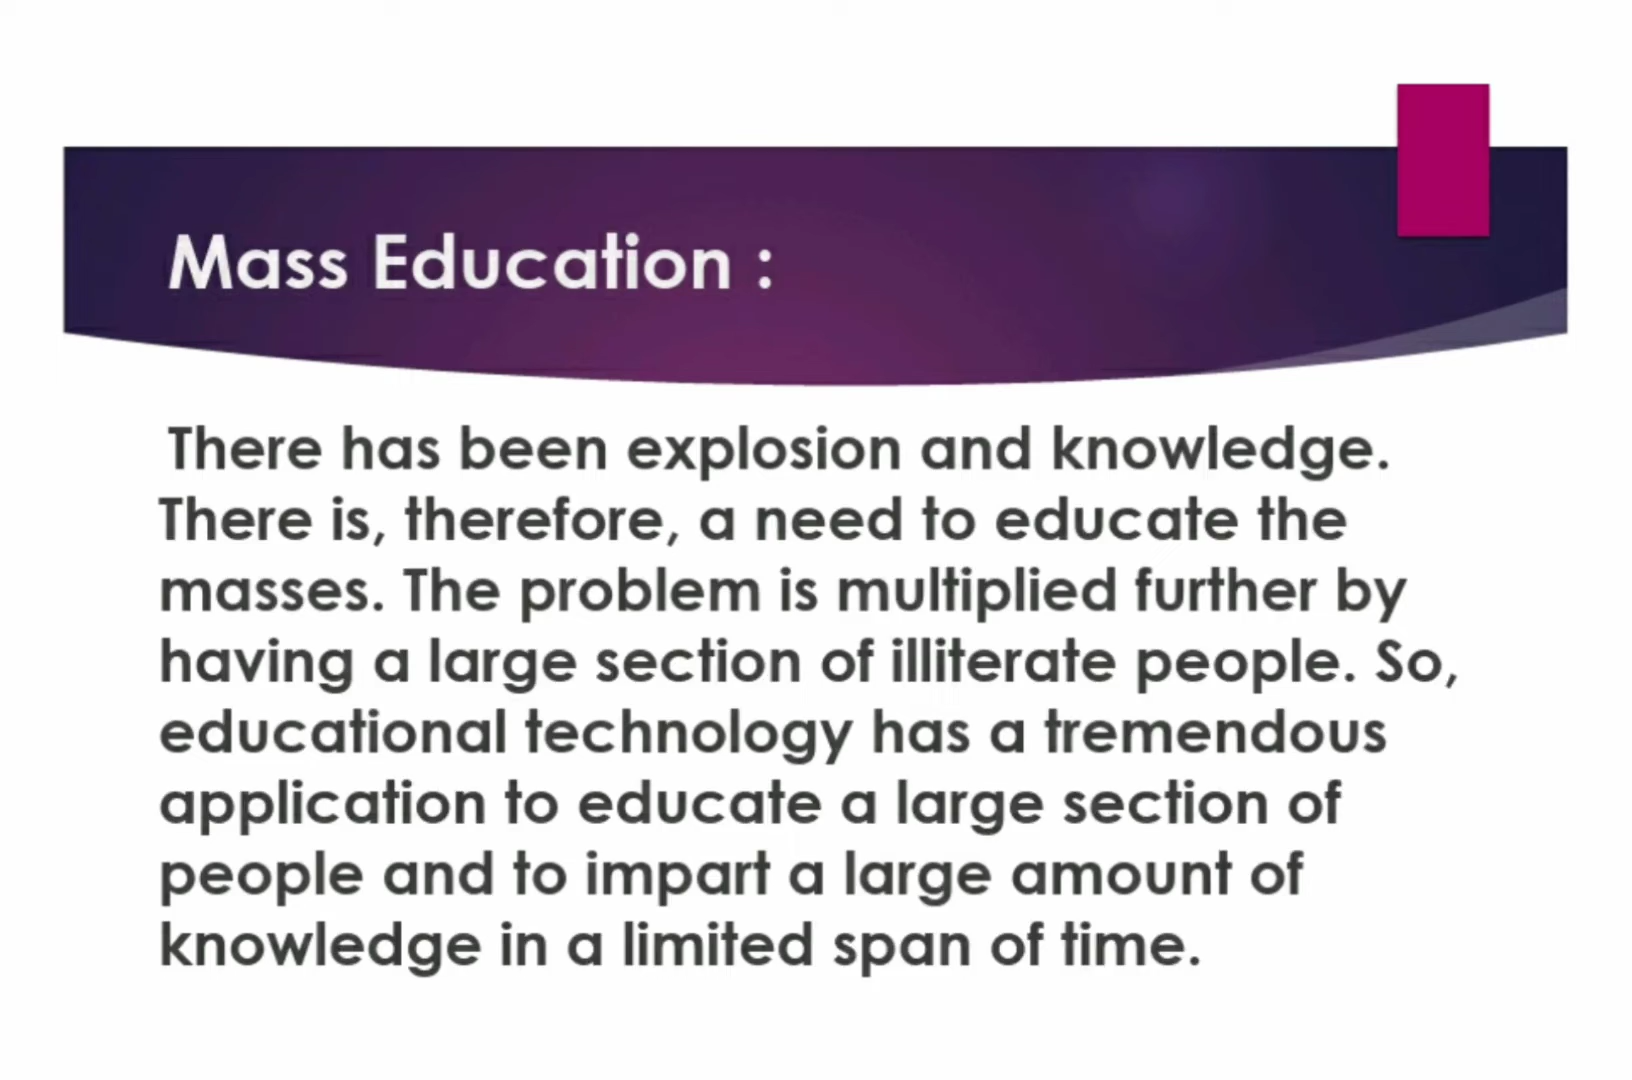 Mass Education :
There has been explosion and knowledge.
There is, therefore, a need to educate the
masses. The problem is multiplied further by
having a large section of illiterate people. So,
educational technology has a tremendous
application to educate a large section of
people and to impart a large amount of
knowledge in a limited span of time.